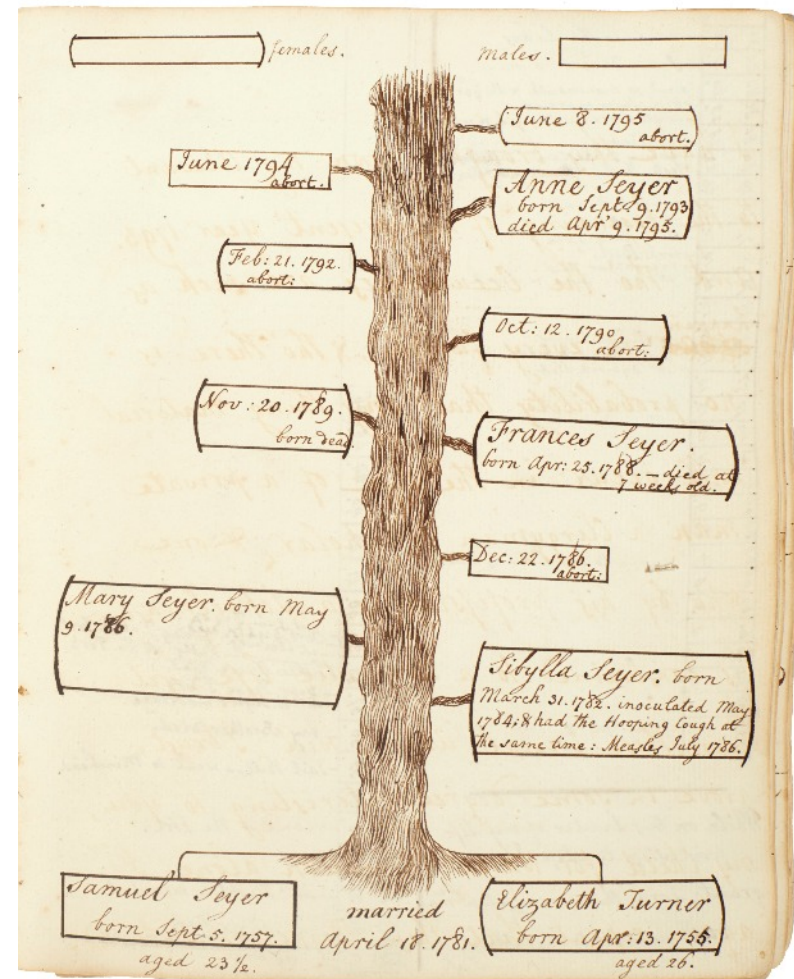 females.
Males.
June 8. 1795
abort.
June 1794
abort.
Anne Seyer
born Sept. 9. 1793
died Apr' 9. 1795.
Feb: 21. 1792.
abort:
Oct: 12. 1790
abort:
Nov: 20. 1789.
born dead
Frances Seyer.
born Apr: 25. 1788. — died at
7 weeks old.
Dec: 22. 1786.
abort:
Mary Seyer. born May
9. 1786.
Sibylla Seyer. born
March 31. 1782. inoculated May
1784: & had the Hooping Cough at
the same time: Measles July 1786.
Samuel Seyer
born Sept. 5. 1757.
aged 23 1/2.
married
April 18. 1781.
Elizabeth Turner
born Apr: 13. 1755.
aged 26.